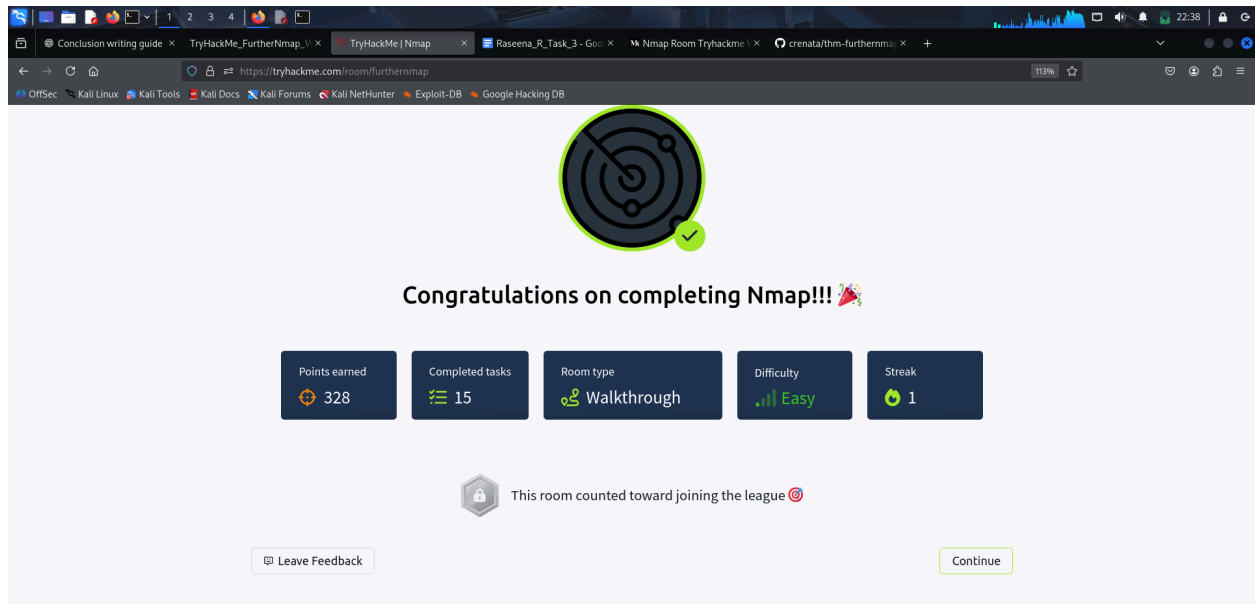 1 2 3 4 22:38
Conclusion writing guide × TryHackMe_FurtherNmap_W × TryHackMe | Nmap × Raseena_R_Task_3 - Goo × Nmap Room Tryhackme \ × crenata/thm-furthernmap × +
https://tryhackme.com/room/furthernmap 113%
OffSec Kali Linux Kali Tools Kali Docs Kali Forums Kali NetHunter Exploit-DB Google Hacking DB
Congratulations on completing Nmap!!! 🎉
Points earned Completed tasks Room type Difficulty Streak
328 15 Walkthrough Easy 1
This room counted toward joining the league 🎯
Leave Feedback Continue